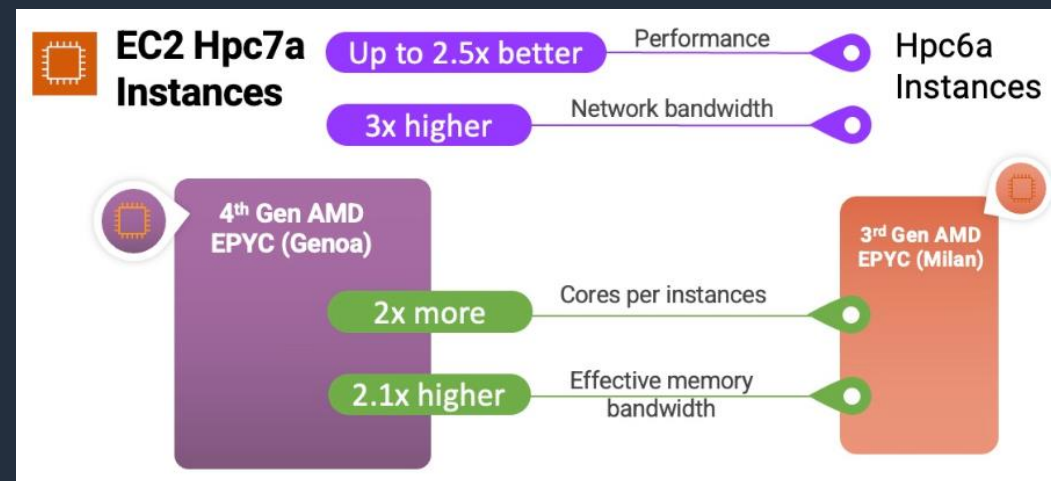 EC2 Hpc7a
Instances
Up to 2.5x better
Performance
Hpc6a
Instances
3x higher
Network bandwidth
4th Gen AMD
EPYC (Genoa)
3rd Gen AMD
EPYC (Milan)
2x more
Cores per instances
2.1x higher
Effective memory
bandwidth